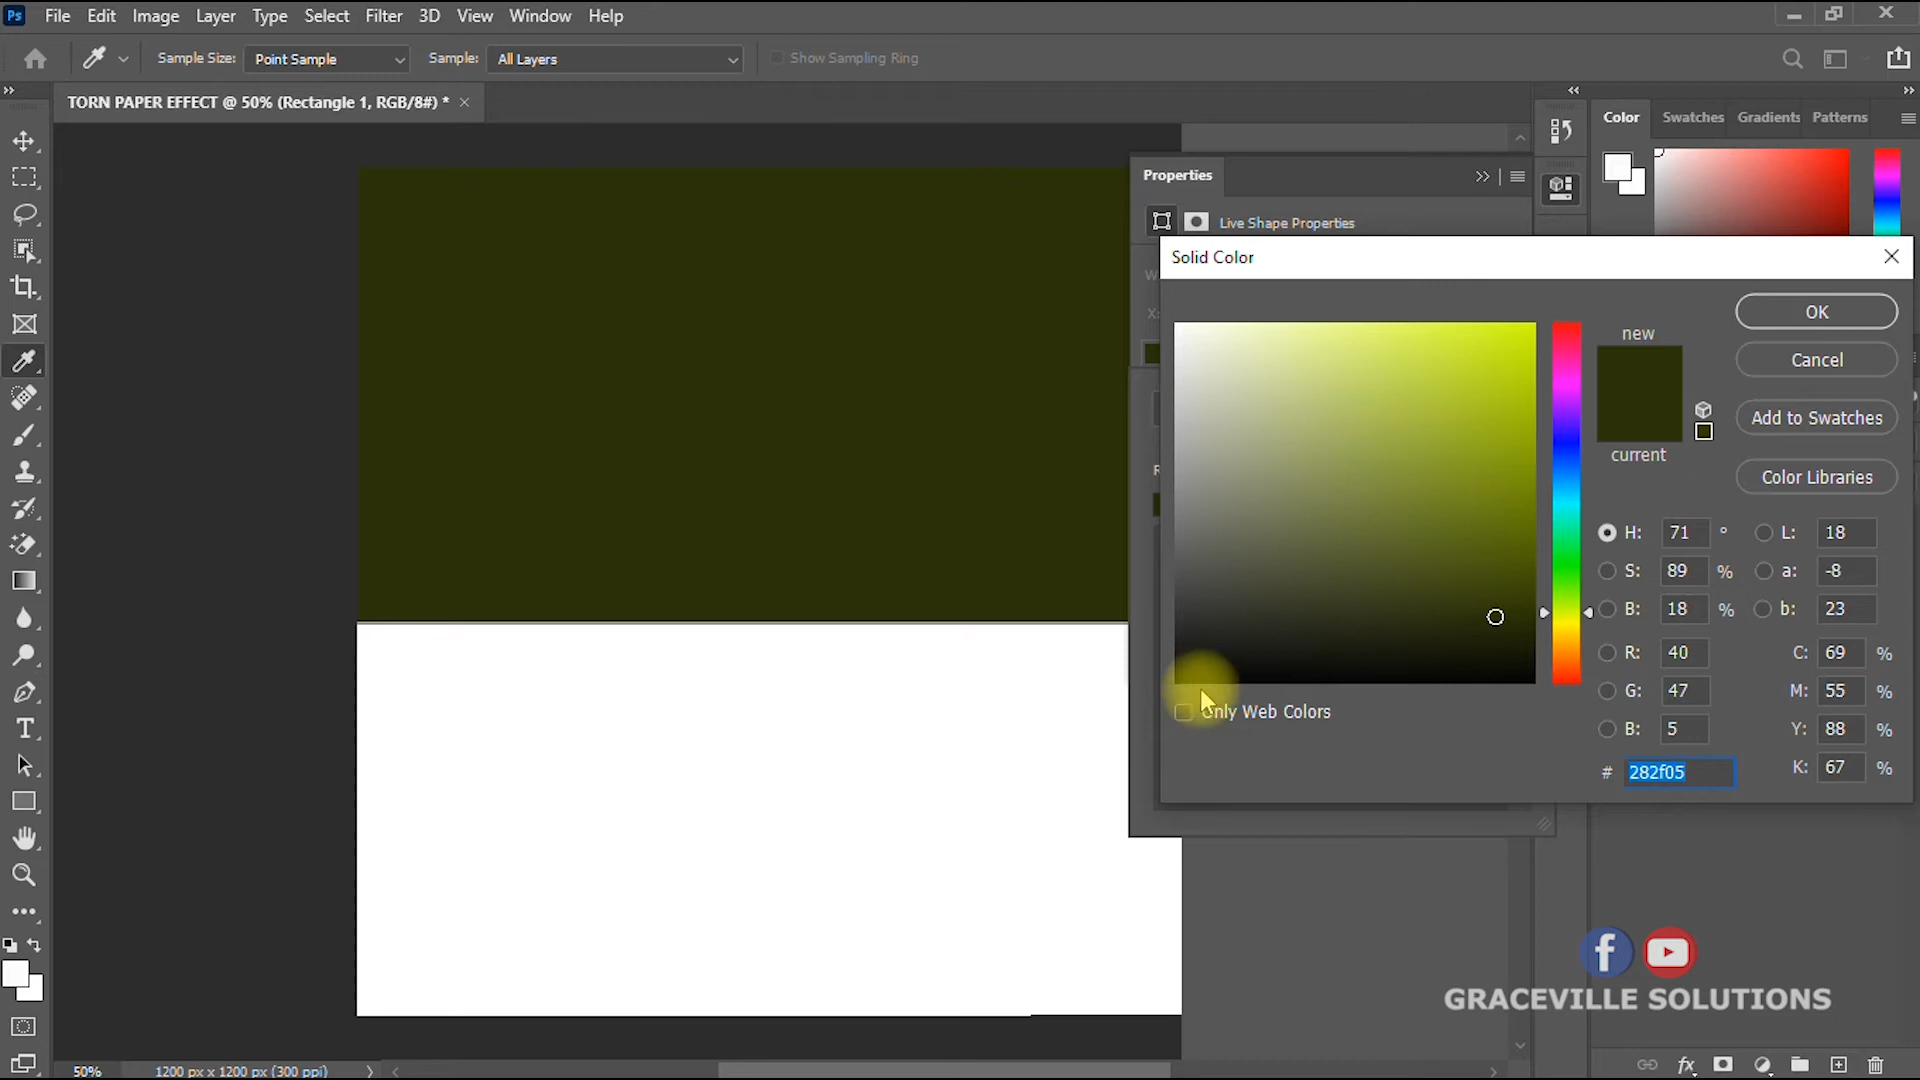 Ps File Edit Image Layer Type Select Filter 3D View Window Help
Sample Size: Point Sample Sample: All Layers Show Sampling Ring
TORN PAPER EFFECT @ 50% (Rectangle 1, RGB/8#) * ×
Color Swatches Gradients Patterns
Properties
Live Shape Properties
Solid Color
OK
new
Cancel
Add to Swatches
current
Color Libraries
H: 71 ° L: 18
S: 89 % a: -8
B: 18 % b: 23
R: 40 C: 69 %
G: 47 M: 55 %
Only Web Colors
B: 5 Y: 88 %
# 282f05 K: 67 %
GRACEVILLE SOLUTIONS
50% 1200 px x 1200 px (300 ppi)
fx